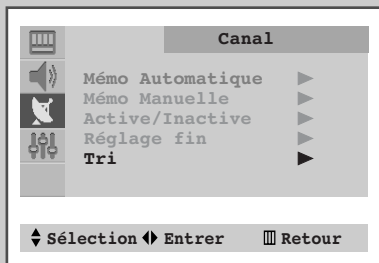 Canal
Mémo Automatique
Mémo Manuelle
Active/Inactive
Réglage fin
Tri
Sélection Entrer Retour